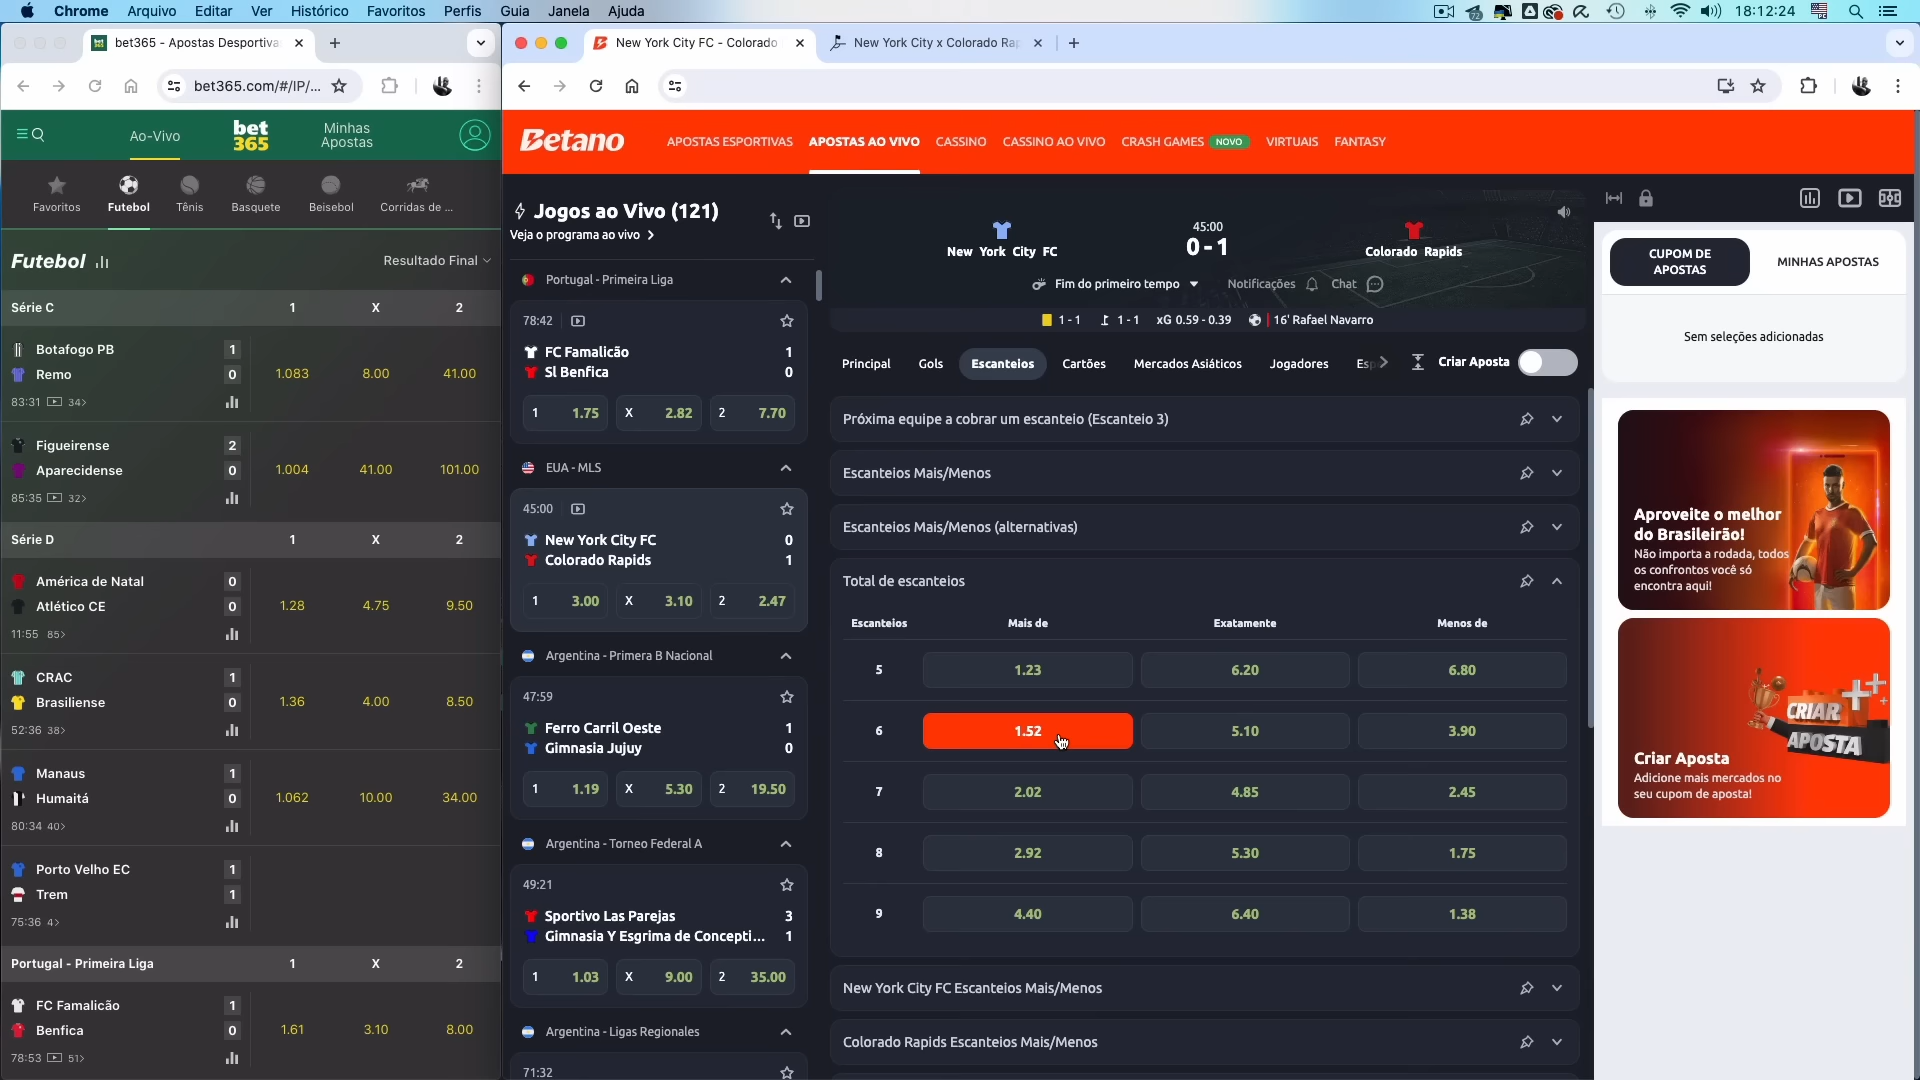 Chrome Arquivo Editar Ver Histórico Favoritos Perfis Guia Janela Ajuda 18:12:24
bet365 - Apostas Desportiva
bet365.com/#/IP/...
Ao-Vivo
bet365
Minhas Apostas
Favoritos Futebol Tênis Basquete Beisebol Corridas de ...
Futebol Resultado Final
Série C 1 X 2
Botafogo PB 1
Remo 0
1.083 8.00 41.00
83:31 34>
Figueirense 2
Aparecidense 0
1.004 41.00 101.00
85:35 32>
Série D 1 X 2
América de Natal 0
Atlético CE 0
1.28 4.75 9.50
11:55 85>
CRAC 1
Brasiliense 0
1.36 4.00 8.50
52:36 38>
Manaus 1
Humaitá 0
1.062 10.00 34.00
80:34 40>
Porto Velho EC 1
Trem 1
75:36 4>
Portugal - Primeira Liga 1 X 2
FC Famalicão 1
Benfica 0
1.61 3.10 8.00
78:53 51>
New York City FC - Colorado
New York City x Colorado Ra
Betano
APOSTAS ESPORTIVAS APOSTAS AO VIVO CASSINO CASSINO AO VIVO CRASH GAMES NOVO VIRTUAIS FANTASY
Jogos ao Vivo (121)
Veja o programa ao vivo
Portugal - Primeira Liga
78:42
FC Famalicão 1
Sl Benfica 0
1 1.75 X 2.82 2 7.70
EUA - MLS
45:00
New York City FC 0
Colorado Rapids 1
1 3.00 X 3.10 2 2.47
Argentina - Primera B Nacional
47:59
Ferro Carril Oeste 1
Gimnasia Jujuy 0
1 1.19 X 5.30 2 19.50
Argentina - Torneo Federal A
49:21
Sportivo Las Parejas 3
Gimnasia Y Esgrima de Concepti... 1
1 1.03 X 9.00 2 35.00
Argentina - Ligas Regionales
71:32
45:00
New York City FC 0 - 1 Colorado Rapids
Fim do primeiro tempo Notificações Chat
1 - 1 1 - 1 xG 0.59 - 0.39 16' Rafael Navarro
Principal Gols Escanteios Cartões Mercados Asiáticos Jogadores Esp Criar Aposta
Próxima equipe a cobrar um escanteio (Escanteio 3)
Escanteios Mais/Menos
Escanteios Mais/Menos (alternativas)
Total de escanteios
Escanteios Mais de Exatamente Menos de
5 1.23 6.20 6.80
6 1.52 5.10 3.90
7 2.02 4.85 2.45
8 2.92 5.30 1.75
9 4.40 6.40 1.38
New York City FC Escanteios Mais/Menos
Colorado Rapids Escanteios Mais/Menos
CUPOM DE APOSTAS
MINHAS APOSTAS
Sem seleções adicionadas
Aproveite o melhor
do Brasileirão!
Não importa a rodada, todos
os confrontos você só
encontra aqui!
CRIAR
APOSTA
Criar Aposta
Adicione mais mercados no
seu cupom de aposta!